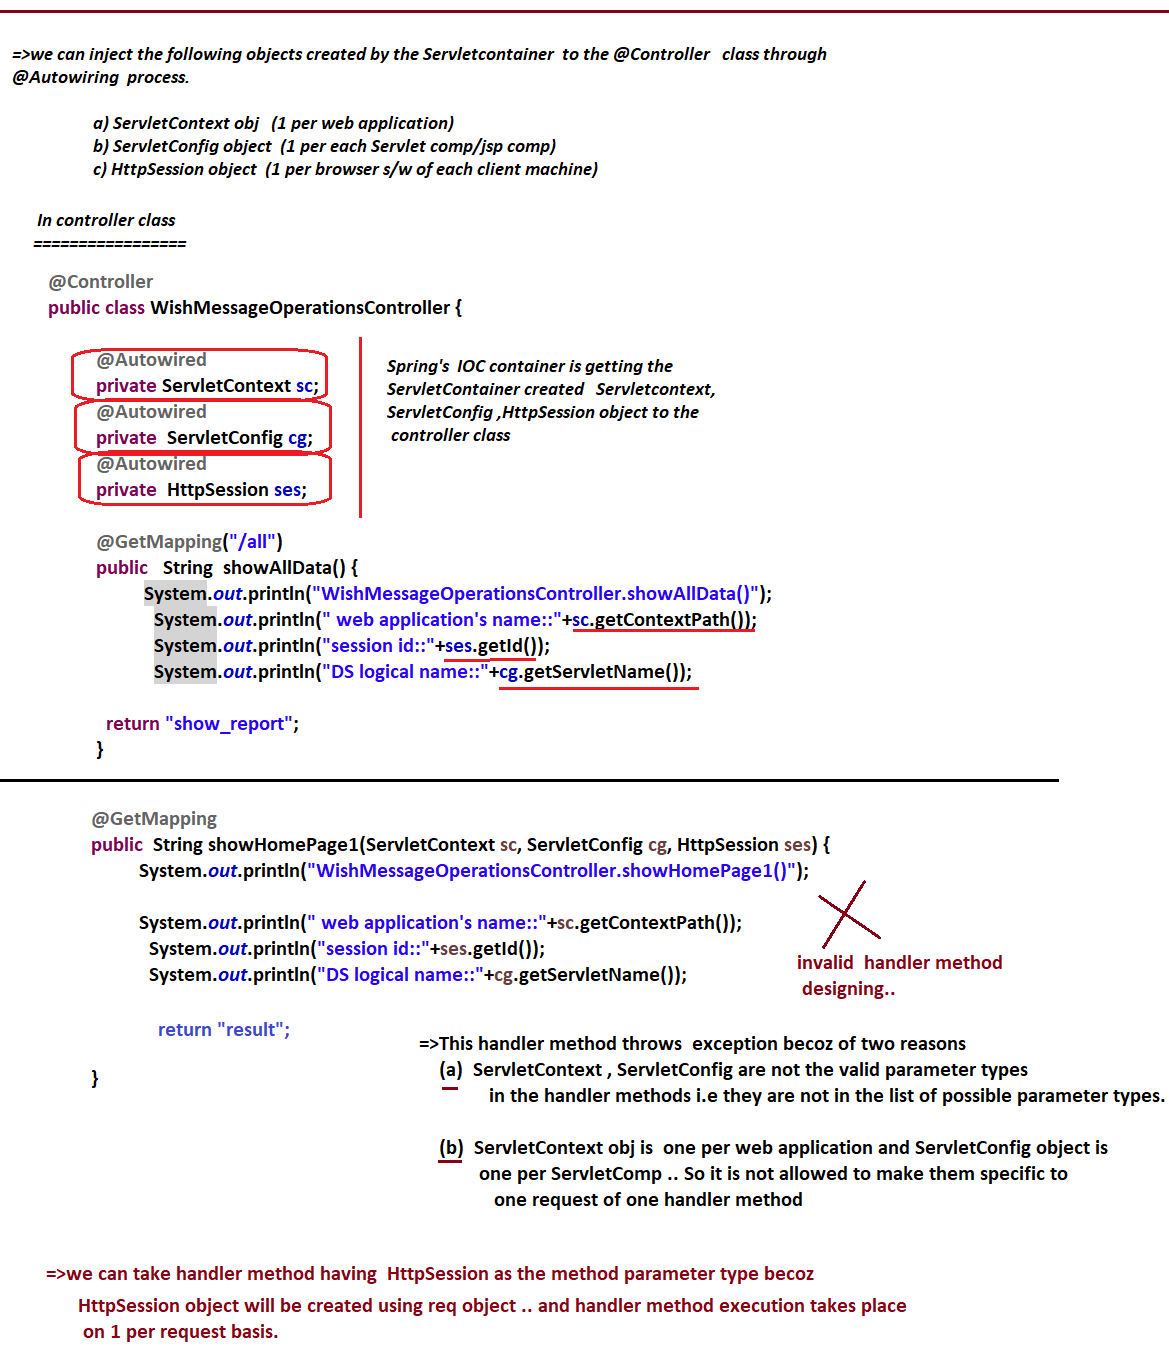 =>we can inject the following objects created by the Servletcontainer to the @Controller class through
@Autowiring process.
a) ServletContext obj (1 per web application)
b) ServletConfig object (1 per each Servlet comp/jsp comp)
c) HttpSession object (1 per browser s/w of each client machine)
In controller class
=================
@Controller
public class WishMessageOperationsController {
@Autowired
private ServletContext sc;
@Autowired
private ServletConfig cg;
@Autowired
private HttpSession ses;
Spring's IOC container is getting the
ServletContainer created Servletcontext,
ServletConfig ,HttpSession object to the
controller class
@GetMapping("/all")
public String showAllData() {
System.out.println("WishMessageOperationsController.showAllData()");
System.out.println(" web application's name::"+sc.getContextPath());
System.out.println("session id::"+ses.getId());
System.out.println("DS logical name::"+cg.getServletName());
return "show_report";
}
@GetMapping
public String showHomePage1(ServletContext sc, ServletConfig cg, HttpSession ses) {
System.out.println("WishMessageOperationsController.showHomePage1()");
System.out.println(" web application's name::"+sc.getContextPath());
System.out.println("session id::"+ses.getId());
System.out.println("DS logical name::"+cg.getServletName());
return "result";
}
invalid handler method
designing..
=>This handler method throws exception becoz of two reasons
(a) ServletContext , ServletConfig are not the valid parameter types
in the handler methods i.e they are not in the list of possible parameter types.
(b) ServletContext obj is one per web application and ServletConfig object is
one per ServletComp .. So it is not allowed to make them specific to
one request of one handler method
=>we can take handler method having HttpSession as the method parameter type becoz
HttpSession object will be created using req object .. and handler method execution takes place
on 1 per request basis.